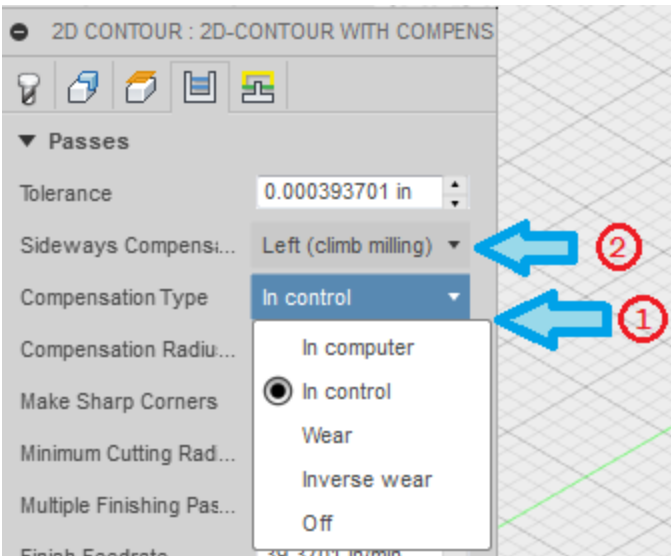 2D CONTOUR : 2D-CONTOUR WITH COMPENS
Passes
Tolerance 0.000393701 in
Sideways Compens... Left (climb milling)
2
Compensation Type In control
1
Compensation Radiu...
In computer
Make Sharp Corners
In control
Minimum Cutting Rad...
Wear
Inverse wear
Multiple Finishing Pas...
Off